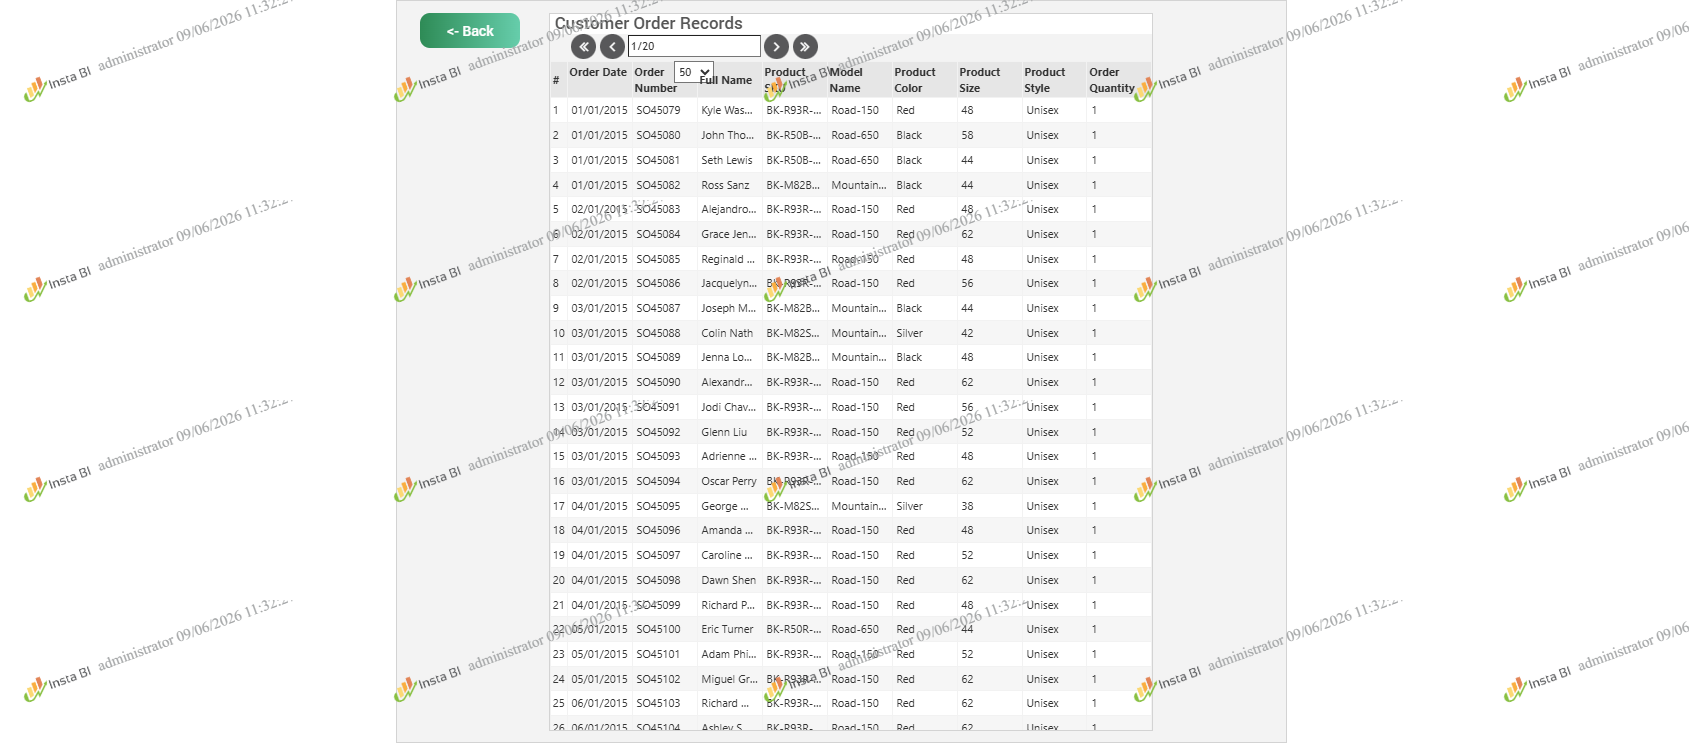 <- Back
Customer Order Records
1/20
50
# Order Date Order Number Full Name Product SKU Model Name Product Color Product Size Product Style Order Quantity
1 01/01/2015 SO45079 Kyle Was... BK-R93R-... Road-150 Red 48 Unisex 1
2 01/01/2015 SO45080 John Tho... BK-R50B-... Road-650 Black 58 Unisex 1
3 01/01/2015 SO45081 Seth Lewis BK-R50B-... Road-650 Black 44 Unisex 1
4 01/01/2015 SO45082 Ross Sanz BK-M82B... Mountain... Black 44 Unisex 1
5 02/01/2015 SO45083 Alejandro... BK-R93R-... Road-150 Red 48 Unisex 1
6 02/01/2015 SO45084 Grace Jen... BK-R93R-... Road-150 Red 62 Unisex 1
7 02/01/2015 SO45085 Reginald ... BK-R93R-... Road-150 Red 48 Unisex 1
8 02/01/2015 SO45086 Jacquelyn... BK-R93R-... Road-150 Red 56 Unisex 1
9 03/01/2015 SO45087 Joseph M... BK-M82B... Mountain... Black 44 Unisex 1
10 03/01/2015 SO45088 Colin Nath BK-M82S... Mountain... Silver 42 Unisex 1
11 03/01/2015 SO45089 Jenna Lo... BK-M82B... Mountain... Black 48 Unisex 1
12 03/01/2015 SO45090 Alexandr... BK-R93R-... Road-150 Red 62 Unisex 1
13 03/01/2015 SO45091 Jodi Chav... BK-R93R-... Road-150 Red 56 Unisex 1
14 03/01/2015 SO45092 Glenn Liu BK-R93R-... Road-150 Red 52 Unisex 1
15 03/01/2015 SO45093 Adrienne ... BK-R93R-... Road-150 Red 48 Unisex 1
16 03/01/2015 SO45094 Oscar Perry BK-R93R-... Road-150 Red 62 Unisex 1
17 04/01/2015 SO45095 George ... BK-M82S... Mountain... Silver 38 Unisex 1
18 04/01/2015 SO45096 Amanda ... BK-R93R-... Road-150 Red 48 Unisex 1
19 04/01/2015 SO45097 Caroline ... BK-R93R-... Road-150 Red 52 Unisex 1
20 04/01/2015 SO45098 Dawn Shen BK-R93R-... Road-150 Red 62 Unisex 1
21 04/01/2015 SO45099 Richard P... BK-R93R-... Road-150 Red 48 Unisex 1
22 05/01/2015 SO45100 Eric Turner BK-R50R-... Road-650 Red 44 Unisex 1
23 05/01/2015 SO45101 Adam Phi... BK-R93R-... Road-150 Red 52 Unisex 1
24 05/01/2015 SO45102 Miguel Gr... BK-R93R-... Road-150 Red 62 Unisex 1
25 06/01/2015 SO45103 Richard ... BK-R93R-... Road-150 Red 62 Unisex 1
26 06/01/2015 SO45104 Ashley S... BK-R93R-... Road-150 Red 62 Unisex 1
Insta BI administrator 09/06/2026 11:32:2